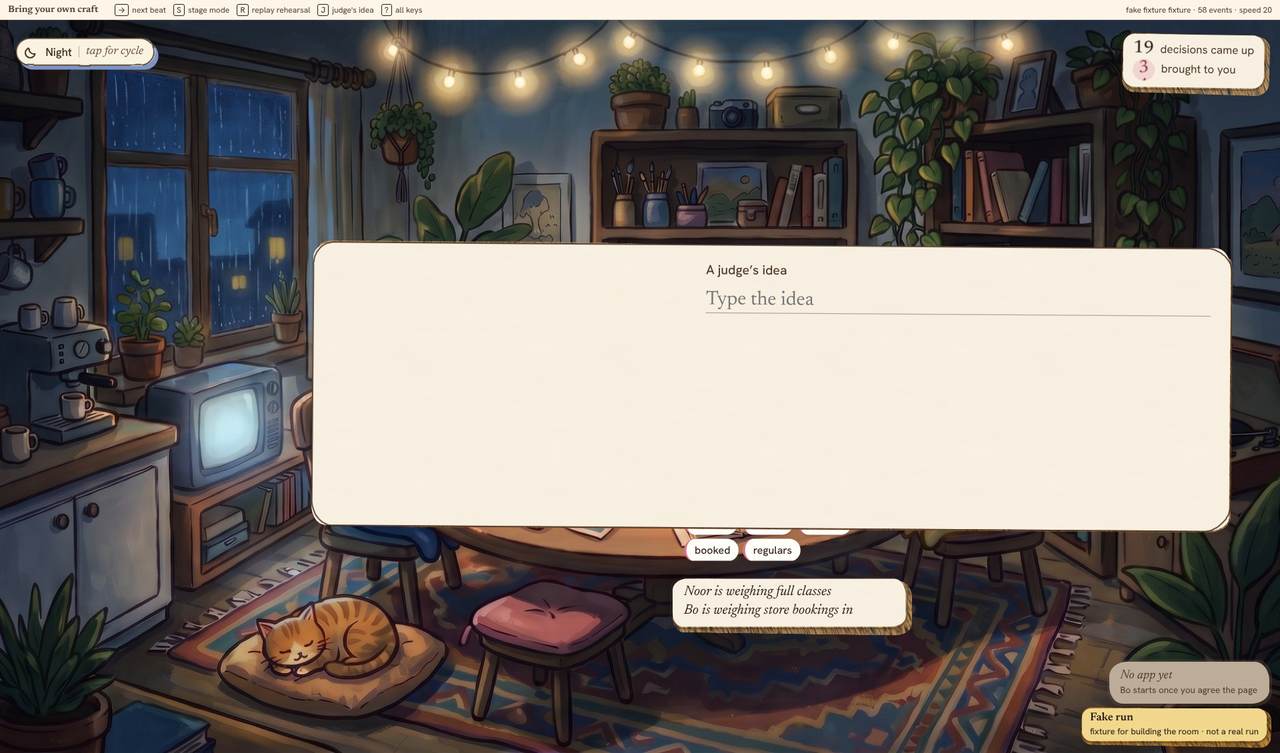 Bring your own craft → next beat S stage mode R replay rehearsal J judge's idea ? all keys fake fixture fixture · 58 events · speed 20
Night tap for cycle
19 decisions came up
3 brought to you
A judge's idea
Type the idea
booked regulars
Noor is weighing full classes
Bo is weighing store bookings in
No app yet
Bo starts once you agree the page
Fake run
fixture for building the room · not a real run